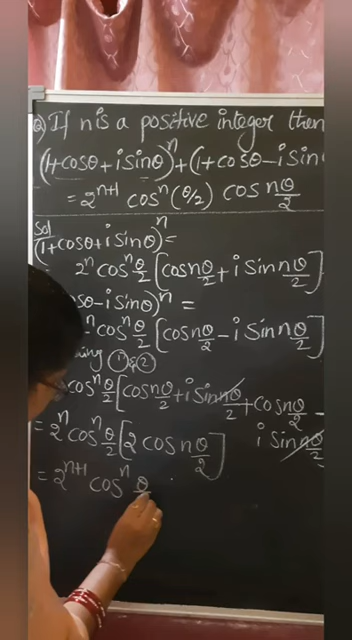 Q) If n is a positive integer then
(1+cosθ+i sinθ)^n + (1+cosθ-i sin
= 2^{n+1} cos^n (θ/2) cos nθ/2
Sol
(1+cosθ+i sinθ)^n =
2^n cos^n θ/2 [cos nθ/2 + i sin nθ/2]
osθ-i sinθ)^n =
cos^n θ/2 [cos nθ/2 - i sin nθ/2]
ing ① & ②
cos^n θ/2 [cos nθ/2 + i sin nθ/2 + cos nθ/2 -
i sin nθ/2
= 2^n cos^n θ/2 [2 cos nθ/2]
= 2^{n+1} cos^n θ